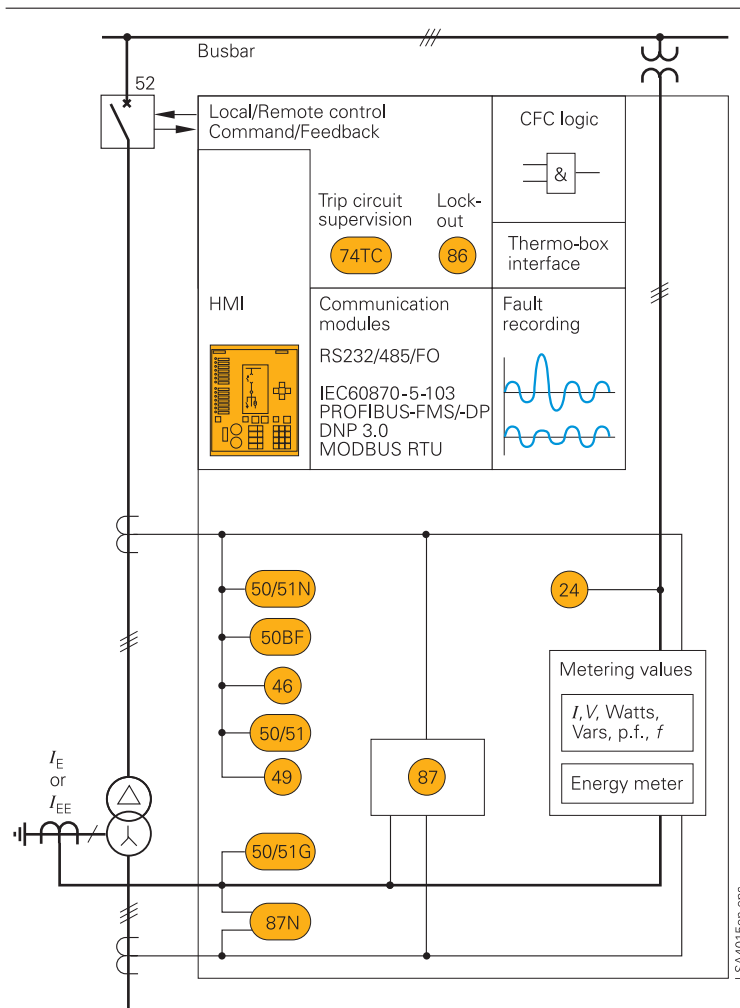 Busbar
52
Local/Remote control
Command/Feedback
CFC logic
&
Trip circuit
supervision
Lock-
out
74TC
86
Thermo-box
interface
HMI
Communication
modules
RS232/485/FO
IEC60870-5-103
PROFIBUS-FMS/-DP
DNP 3.0
MODBUS RTU
Fault
recording
50/51N
50BF
46
50/51
49
24
Metering values
I,V, Watts,
Vars, p.f., f
Energy meter
87
IE
or
IEE
50/51G
87N
LSA4015en.eps